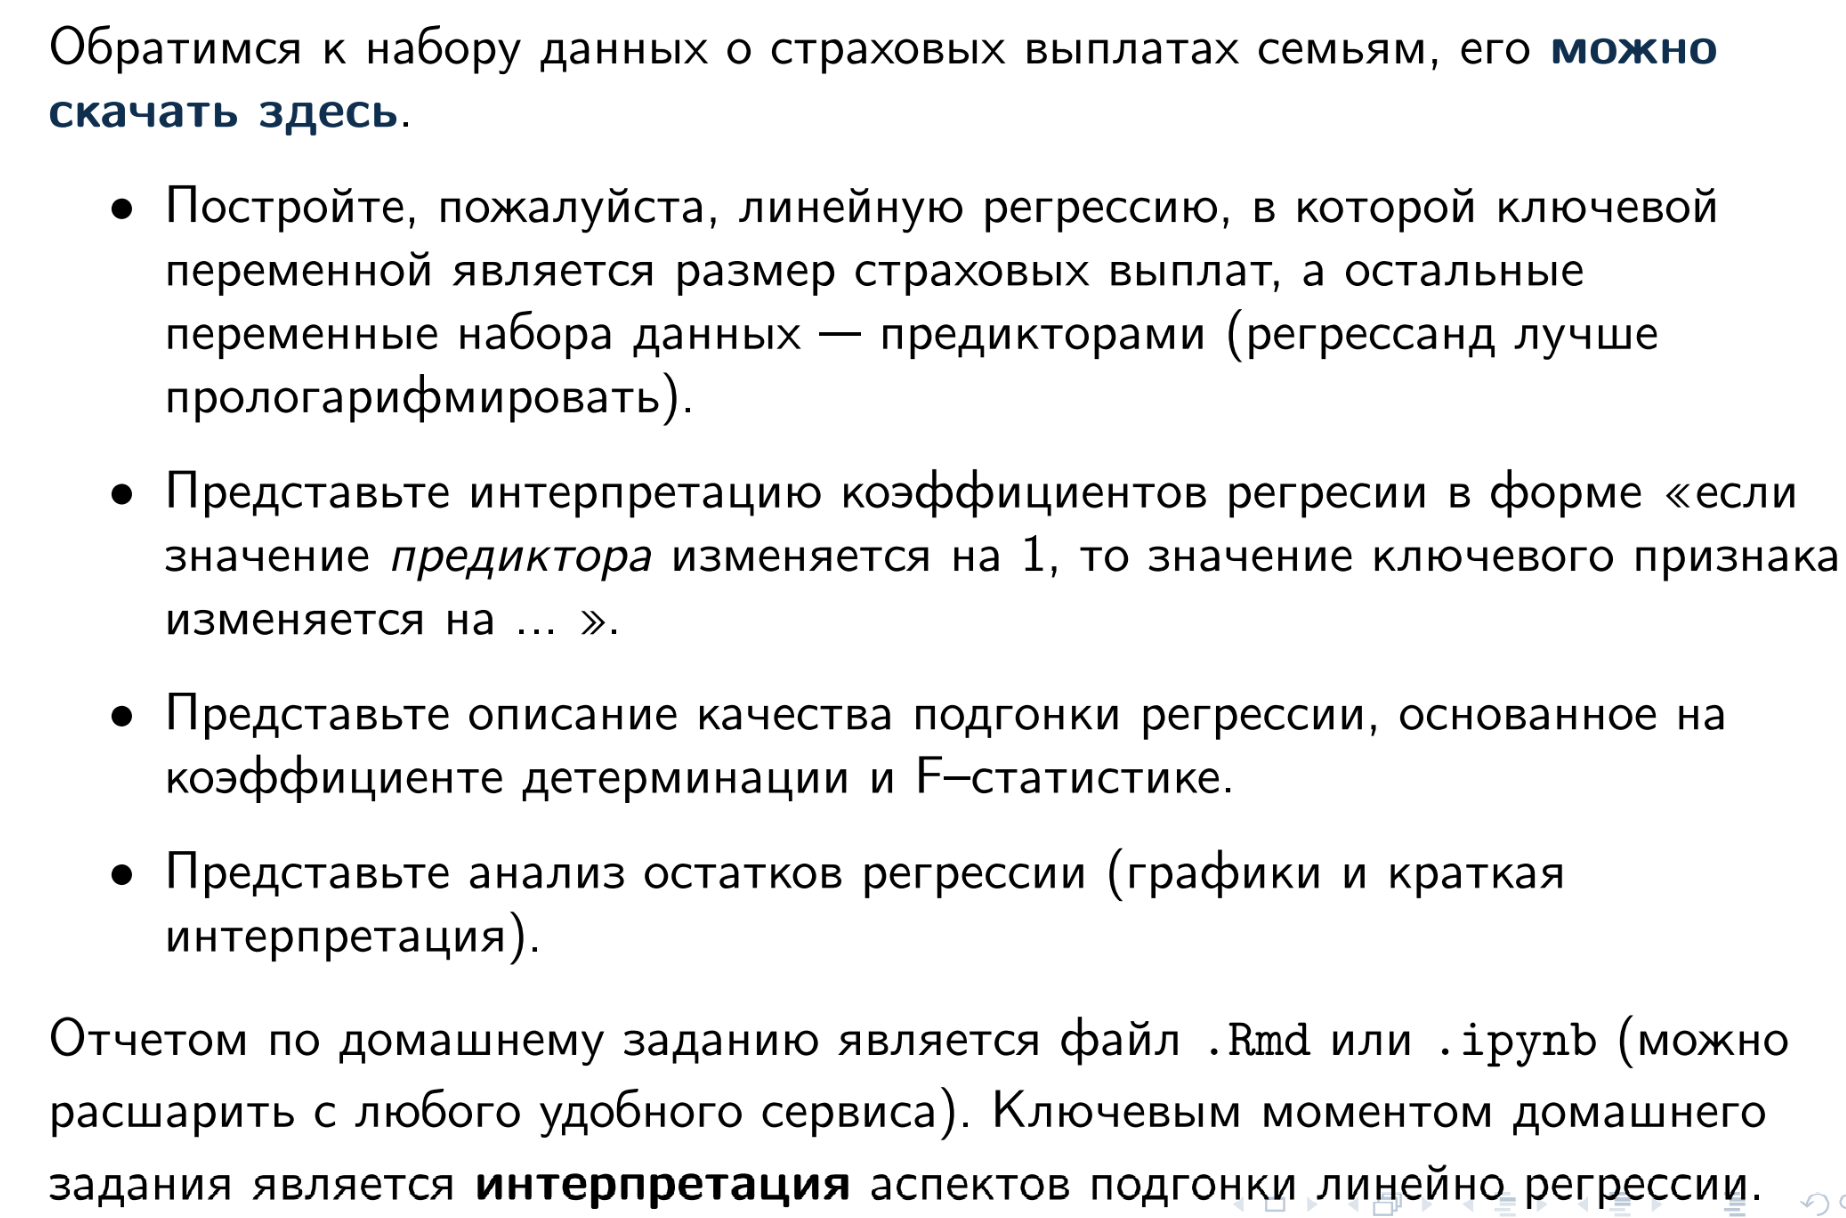 Обратимся к набору данных о страховых выплатах семьям, его можно
скачать здесь.
• Постройте, пожалуйста, линейную регрессию, в которой ключевой
переменной является размер страховых выплат, а остальные
переменные набора данных — предикторами (регрессанд лучше
прологарифмировать).
• Представьте интерпретацию коэффициентов регресии в форме «если
значение предиктора изменяется на 1, то значение ключевого признака
изменяется на ... ».
• Представьте описание качества подгонки регрессии, основанное на
коэффициенте детерминации и F–статистике.
• Представьте анализ остатков регрессии (графики и краткая
интерпретация).
Отчетом по домашнему заданию является файл .Rmd или .ipynb (можно
расшарить с любого удобного сервиса). Ключевым моментом домашнего
задания является интерпретация аспектов подгонки линейно регрессии.